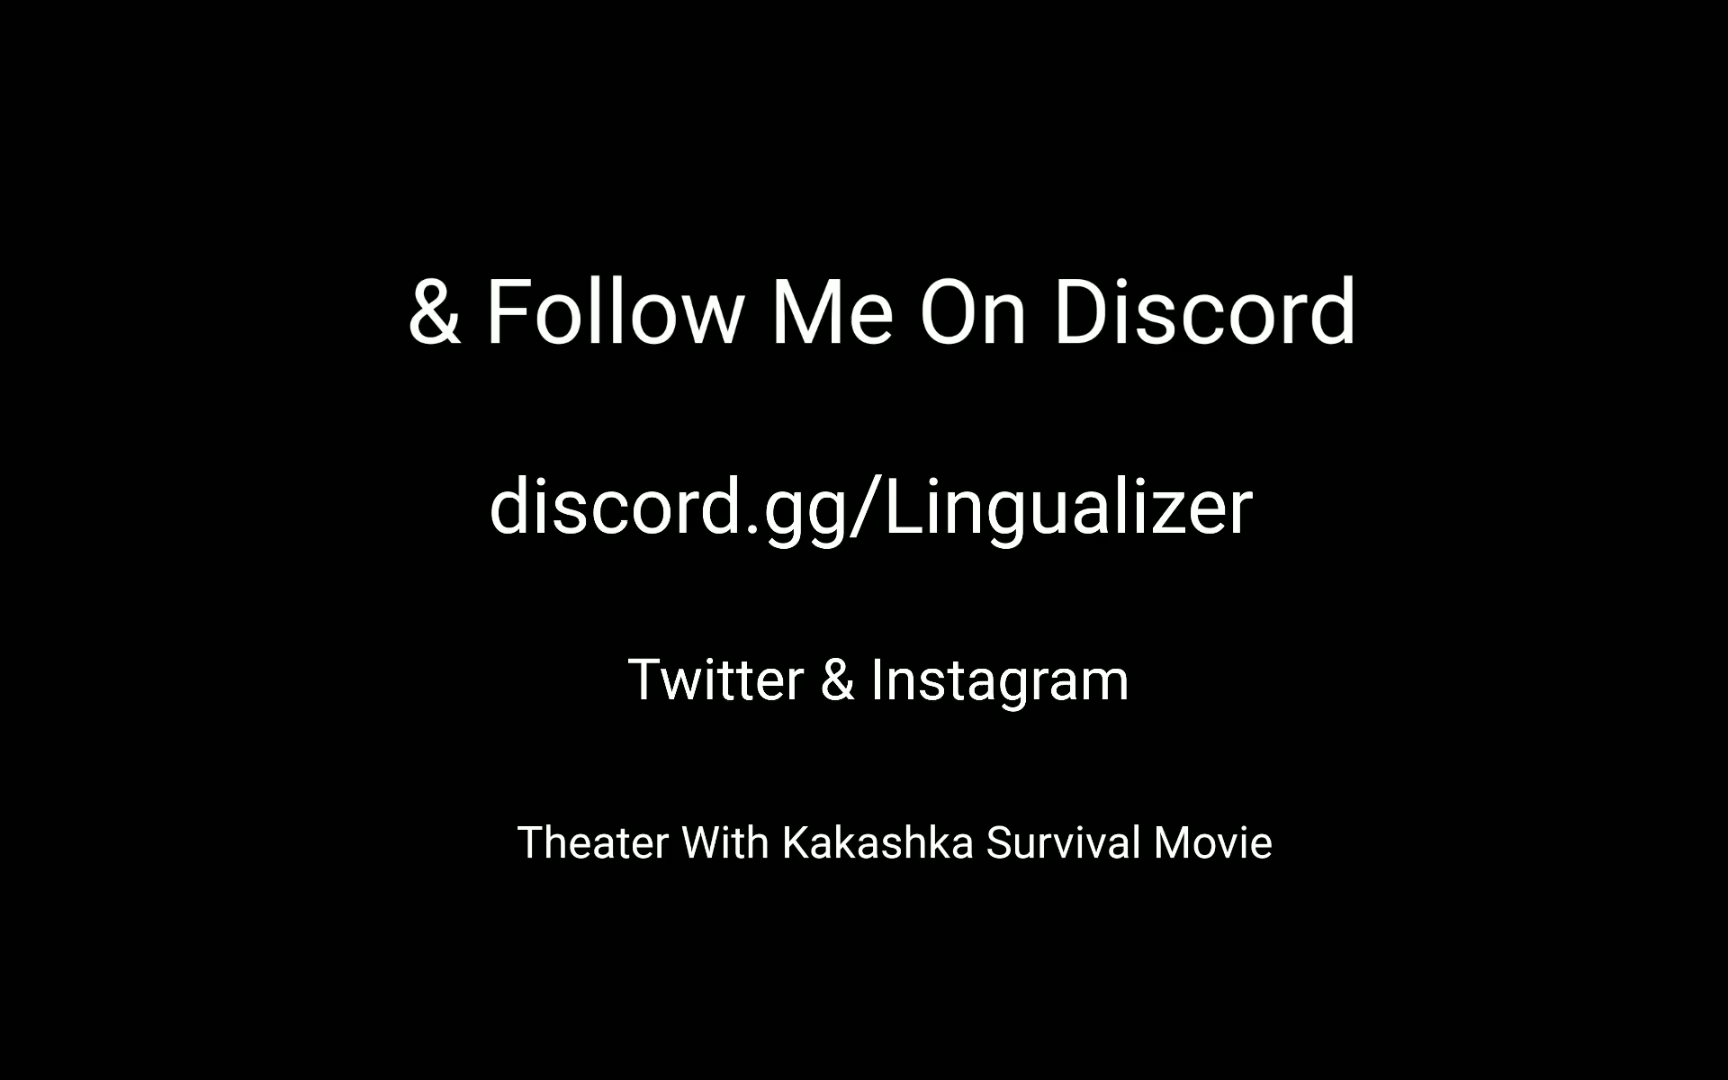 & Follow Me On Discord
discord.gg/Lingualizer
Twitter & Instagram
Theater With Kakashka Survival Movie